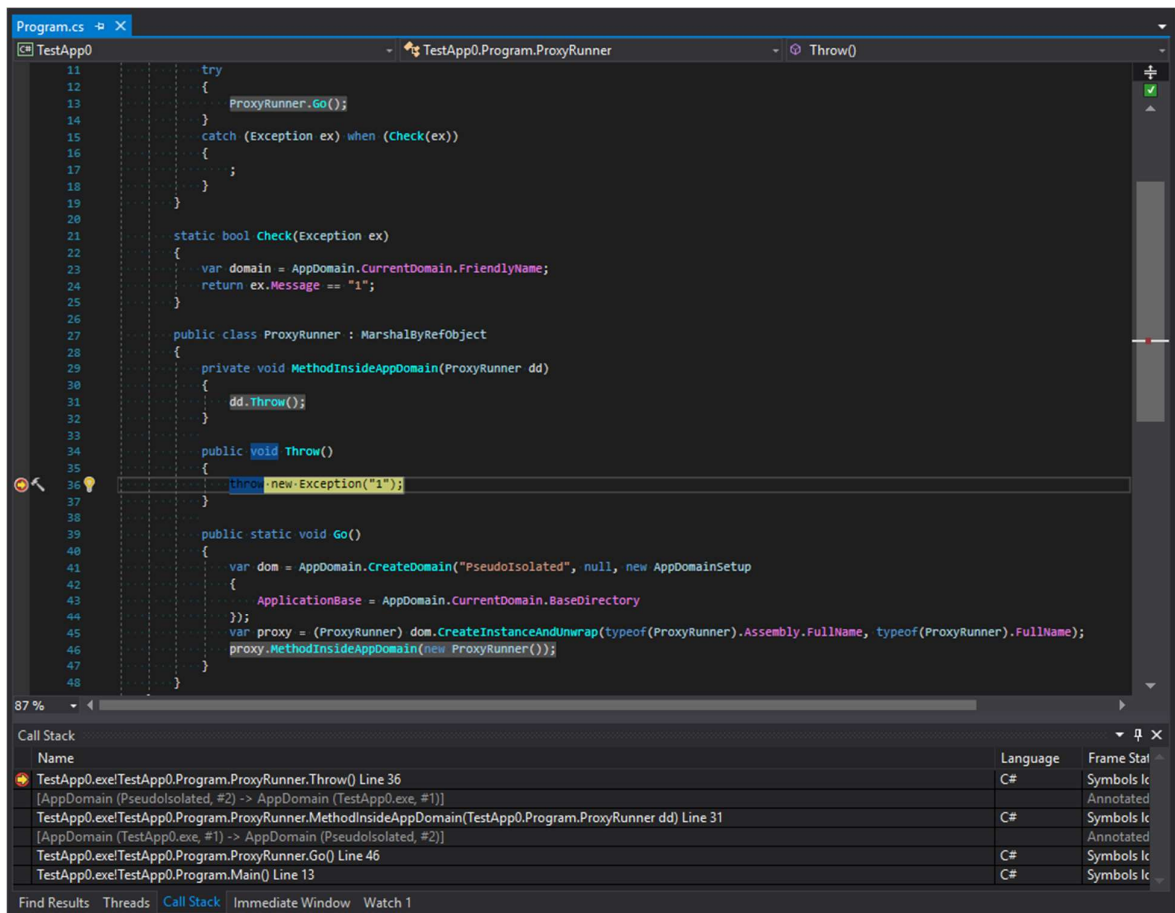 Program.cs
TestApp0 TestApp0.Program.ProxyRunner Throw()
11 try
12 {
13 ProxyRunner.Go();
14 }
15 catch (Exception ex) when (Check(ex))
16 {
17 ;
18 }
19 }
20
21 static bool Check(Exception ex)
22 {
23 var domain = AppDomain.CurrentDomain.FriendlyName;
24 return ex.Message == "1";
25 }
26
27 public class ProxyRunner : MarshalByRefObject
28 {
29 private void MethodInsideAppDomain(ProxyRunner dd)
30 {
31 dd.Throw();
32 }
33
34 public void Throw()
35 {
36 throw new Exception("1");
37 }
38
39 public static void Go()
40 {
41 var dom = AppDomain.CreateDomain("PseudoIsolated", null, new AppDomainSetup
42 {
43 ApplicationBase = AppDomain.CurrentDomain.BaseDirectory
44 });
45 var proxy = (ProxyRunner) dom.CreateInstanceAndUnwrap(typeof(ProxyRunner).Assembly.FullName, typeof(ProxyRunner).FullName);
46 proxy.MethodInsideAppDomain(new ProxyRunner());
47 }
48 }
87 %
Call Stack
Name Language Frame Stat
TestApp0.exe!TestApp0.Program.ProxyRunner.Throw() Line 36 C# Symbols lc
[AppDomain (PseudoIsolated, #2) -> AppDomain (TestApp0.exe, #1)] Annotated
TestApp0.exe!TestApp0.Program.ProxyRunner.MethodInsideAppDomain(TestApp0.Program.ProxyRunner dd) Line 31 C# Symbols lc
[AppDomain (TestApp0.exe, #1) -> AppDomain (PseudoIsolated, #2)] Annotated
TestApp0.exe!TestApp0.Program.ProxyRunner.Go() Line 46 C# Symbols lc
TestApp0.exe!TestApp0.Program.Main() Line 13 C# Symbols lc
Find Results Threads Call Stack Immediate Window Watch 1